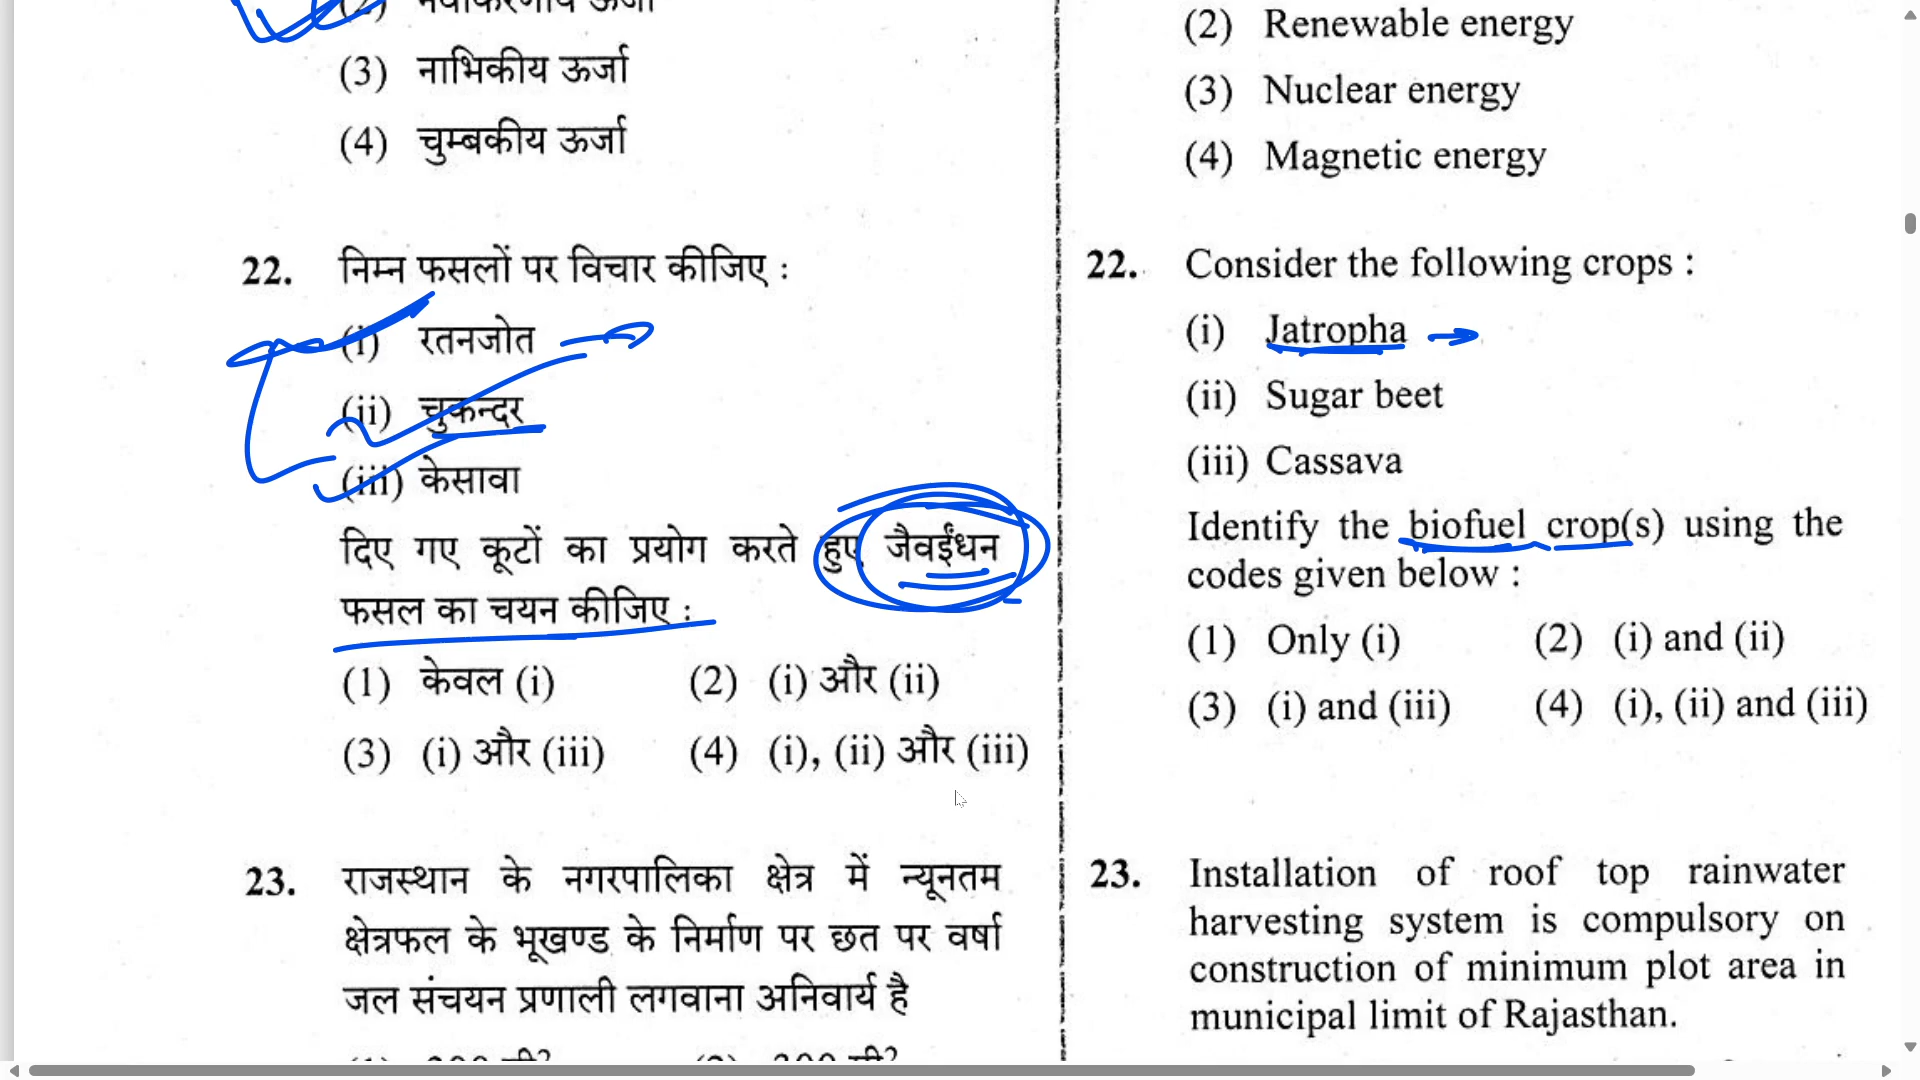 (2) नवीकरणीय ऊर्जा
(3) नाभिकीय ऊर्जा
(4) चुम्बकीय ऊर्जा
22. निम्न फसलों पर विचार कीजिए :
(i) रतनजोत
(ii) चुकन्दर
(iii) केसावा
दिए गए कूटों का प्रयोग करते हुए जैवईंधन
फसल का चयन कीजिए :
(1) केवल (i) (2) (i) और (ii)
(3) (i) और (iii) (4) (i), (ii) और (iii)
23. राजस्थान के नगरपालिका क्षेत्र में न्यूनतम
क्षेत्रफल के भूखण्ड के निर्माण पर छत पर वर्षा
जल संचयन प्रणाली लगवाना अनिवार्य है
(2) Renewable energy
(3) Nuclear energy
(4) Magnetic energy
22. Consider the following crops :
(i) Jatropha
(ii) Sugar beet
(iii) Cassava
Identify the biofuel crop(s) using the
codes given below :
(1) Only (i) (2) (i) and (ii)
(3) (i) and (iii) (4) (i), (ii) and (iii)
23. Installation of roof top rainwater
harvesting system is compulsory on
construction of minimum plot area in
municipal limit of Rajasthan.